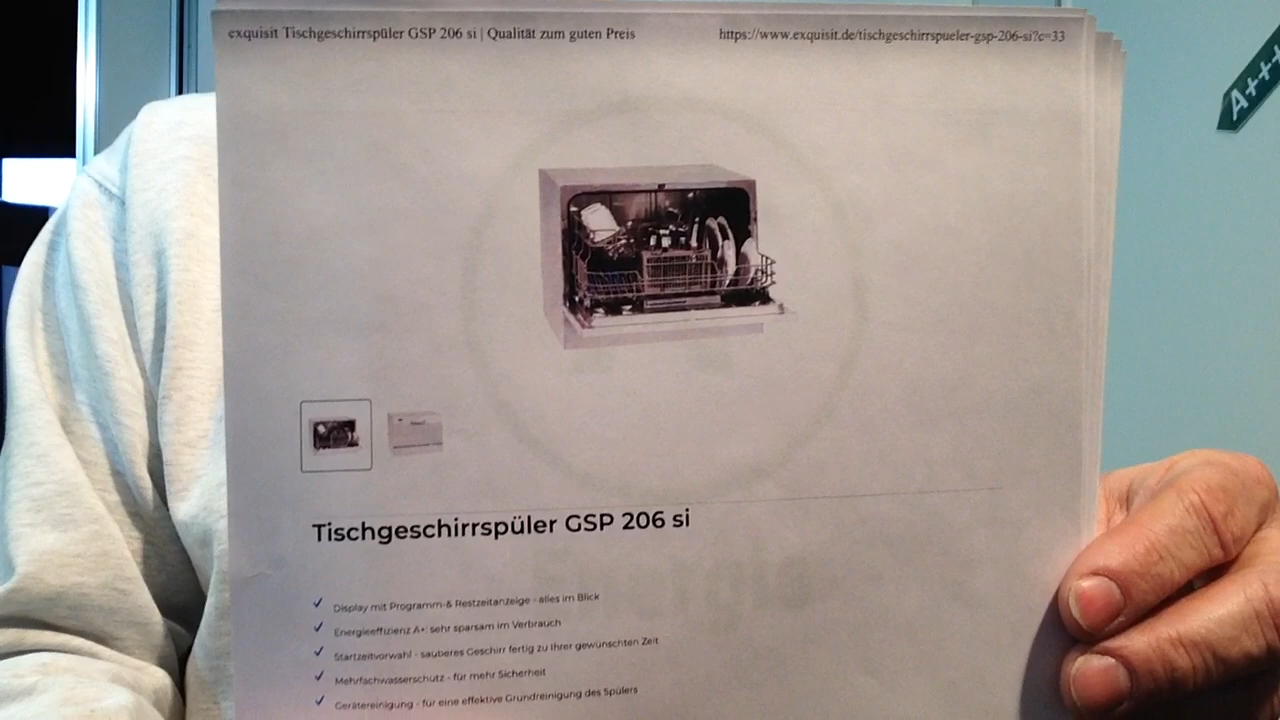 exquisit Tischgeschirrspüler GSP 206 si | Qualität zum guten Preis
https://www.exquisit.de/tischgeschirrspueler-gsp-206-si?c=33
A+++
Tischgeschirrspüler GSP 206 si
Display mit Programm-& Restzeitanzeige - alles im Blick
Energieeffizienz A+: sehr sparsam im Verbrauch
Startzeitvorwahl - sauberes Geschirr fertig zu Ihrer gewünschten Zeit
Mehrfachwasserschutz - für mehr Sicherheit
Gerätereinigung - für eine effektive Grundreinigung des Spülers